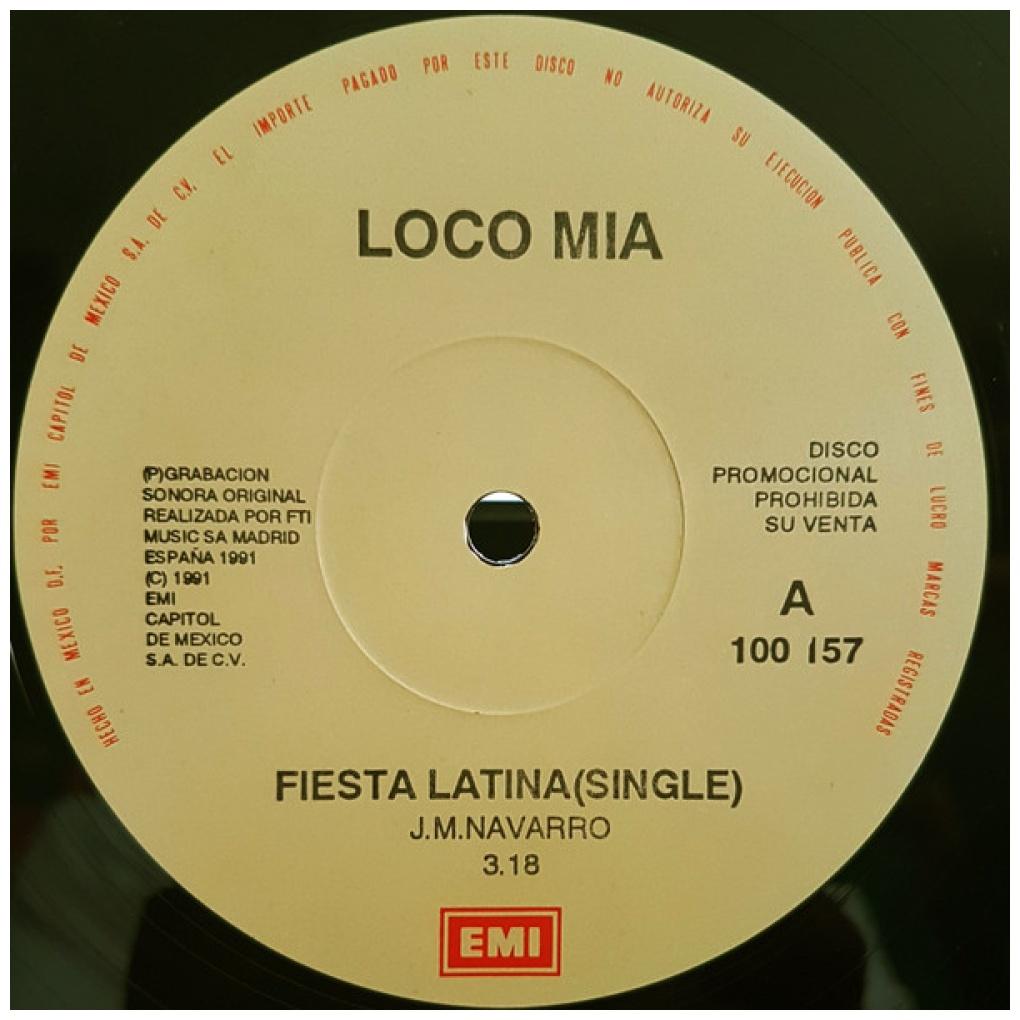 HECHO EN MEXICO D.F. POR EMI CAPITOL DE MEXICO S.A. DE C.V. EL IMPORTE PAGADO POR ESTE DISCO NO AUTORIZA SU EJECUCION PUBLICA CON FINES DE LUCRO MARCAS REGISTRADAS
LOCO MIA
(P)GRABACION
SONORA ORIGINAL
REALIZADA POR FTI
MUSIC SA MADRID
ESPAÑA 1991
(C) 1991
EMI
CAPITOL
DE MEXICO
S.A. DE C.V.
DISCO
PROMOCIONAL
PROHIBIDA
SU VENTA
A
100 157
FIESTA LATINA(SINGLE)
J.M.NAVARRO
3.18
EMI